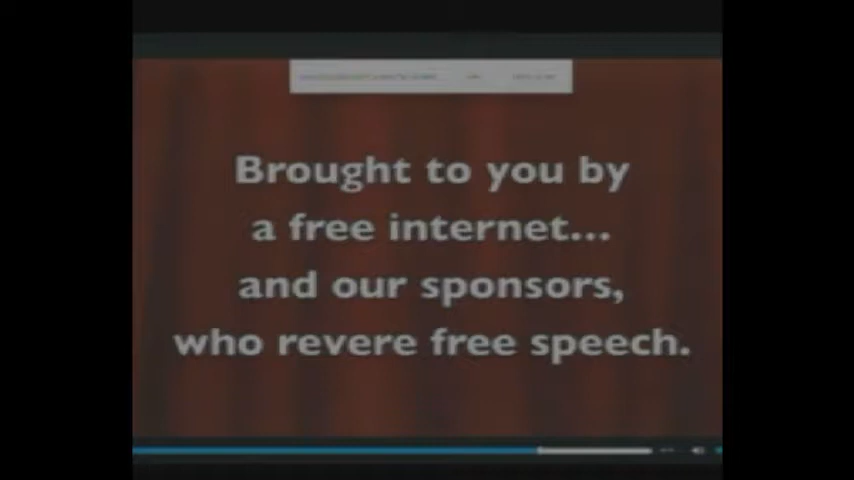 Brought to you by
a free internet...
and our sponsors,
who revere free speech.